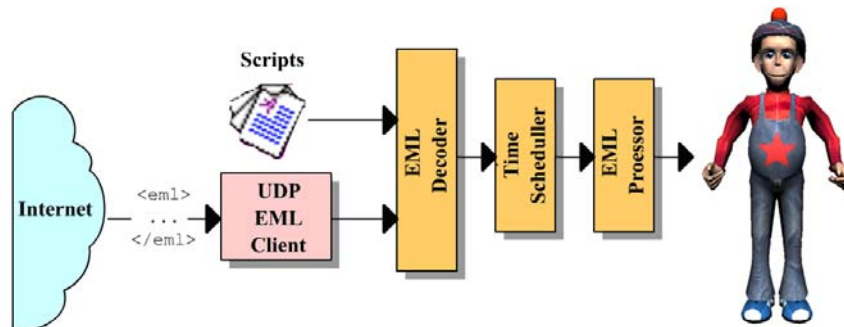 Scripts
Internet
<eml>
...
</eml>
UDP
EML
Client
EML
Decoder
Time
Scheduller
EML
Proessor